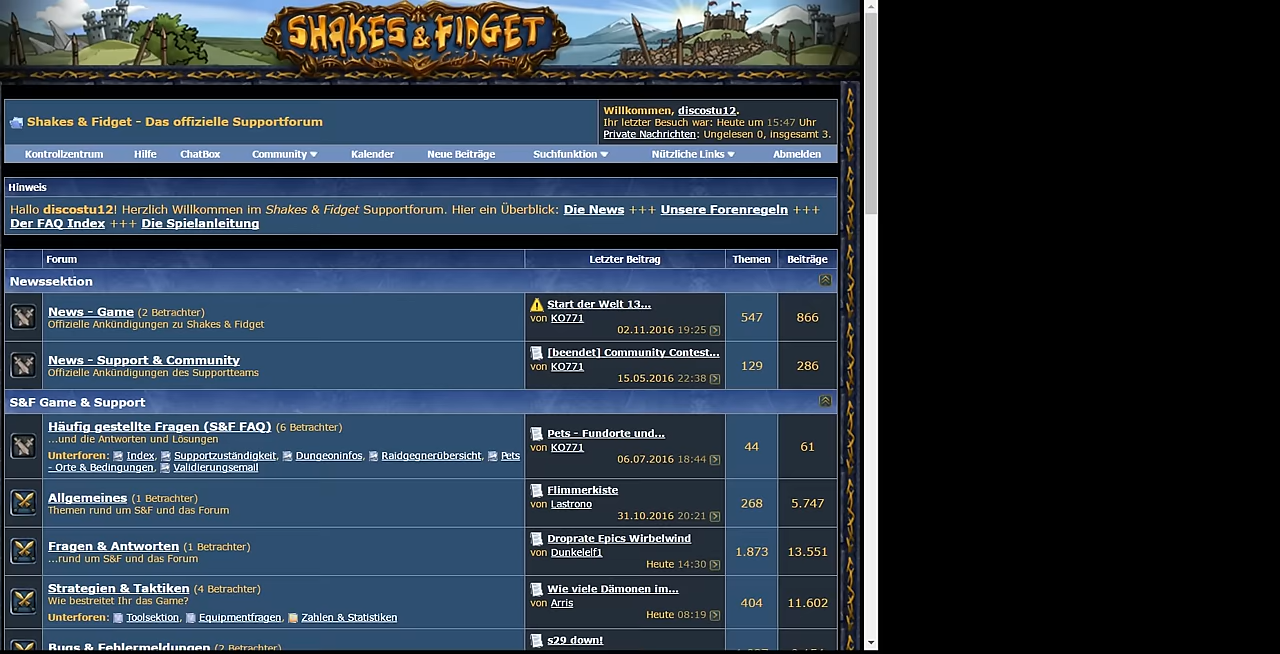 SHAKES & FIDGET
Shakes & Fidget - Das offizielle Supportforum
Willkommen, discostu12.
Ihr letzter Besuch war: Heute um 15:47 Uhr
Private Nachrichten: Ungelesen 0, insgesamt 3.
Kontrollzentrum Hilfe ChatBox Community Kalender Neue Beiträge Suchfunktion Nützliche Links Abmelden
Hinweis
Hallo discostu12! Herzlich Willkommen im Shakes & Fidget Supportforum. Hier ein Überblick: Die News +++ Unsere Forenregeln +++
Der FAQ Index +++ Die Spielanleitung
Forum Letzter Beitrag Themen Beiträge
Newssektion
News - Game (2 Betrachter)
Offizielle Ankündigungen zu Shakes & Fidget
Start der Welt 13...
von KO771
02.11.2016 19:25
547 866
News - Support & Community
Offizielle Ankündigungen des Supportteams
[beendet] Community Contest...
von KO771
15.05.2016 22:38
129 286
S&F Game & Support
Häufig gestellte Fragen (S&F FAQ) (6 Betrachter)
...und die Antworten und Lösungen
Unterforen: Index, Supportzuständigkeit, Dungeoninfos, Raidgegnerübersicht, Pets
- Orte & Bedingungen, Validierungsemail
Pets - Fundorte und...
von KO771
06.07.2016 18:44
44 61
Allgemeines (1 Betrachter)
Themen rund um S&F und das Forum
Flimmerkiste
von Lastrono
31.10.2016 20:21
268 5.747
Fragen & Antworten (1 Betrachter)
...rund um S&F und das Forum
Droprate Epics Wirbelwind
von Dunkelelf1
Heute 14:30
1.873 13.551
Strategien & Taktiken (4 Betrachter)
Wie bestreitet Ihr das Game?
Unterforen: Toolsektion, Equipmentfragen, Zahlen & Statistiken
Wie viele Dämonen im...
von Arris
Heute 08:19
404 11.602
Bugs & Fehlermeldungen (2 Betrachter)
s29 down!